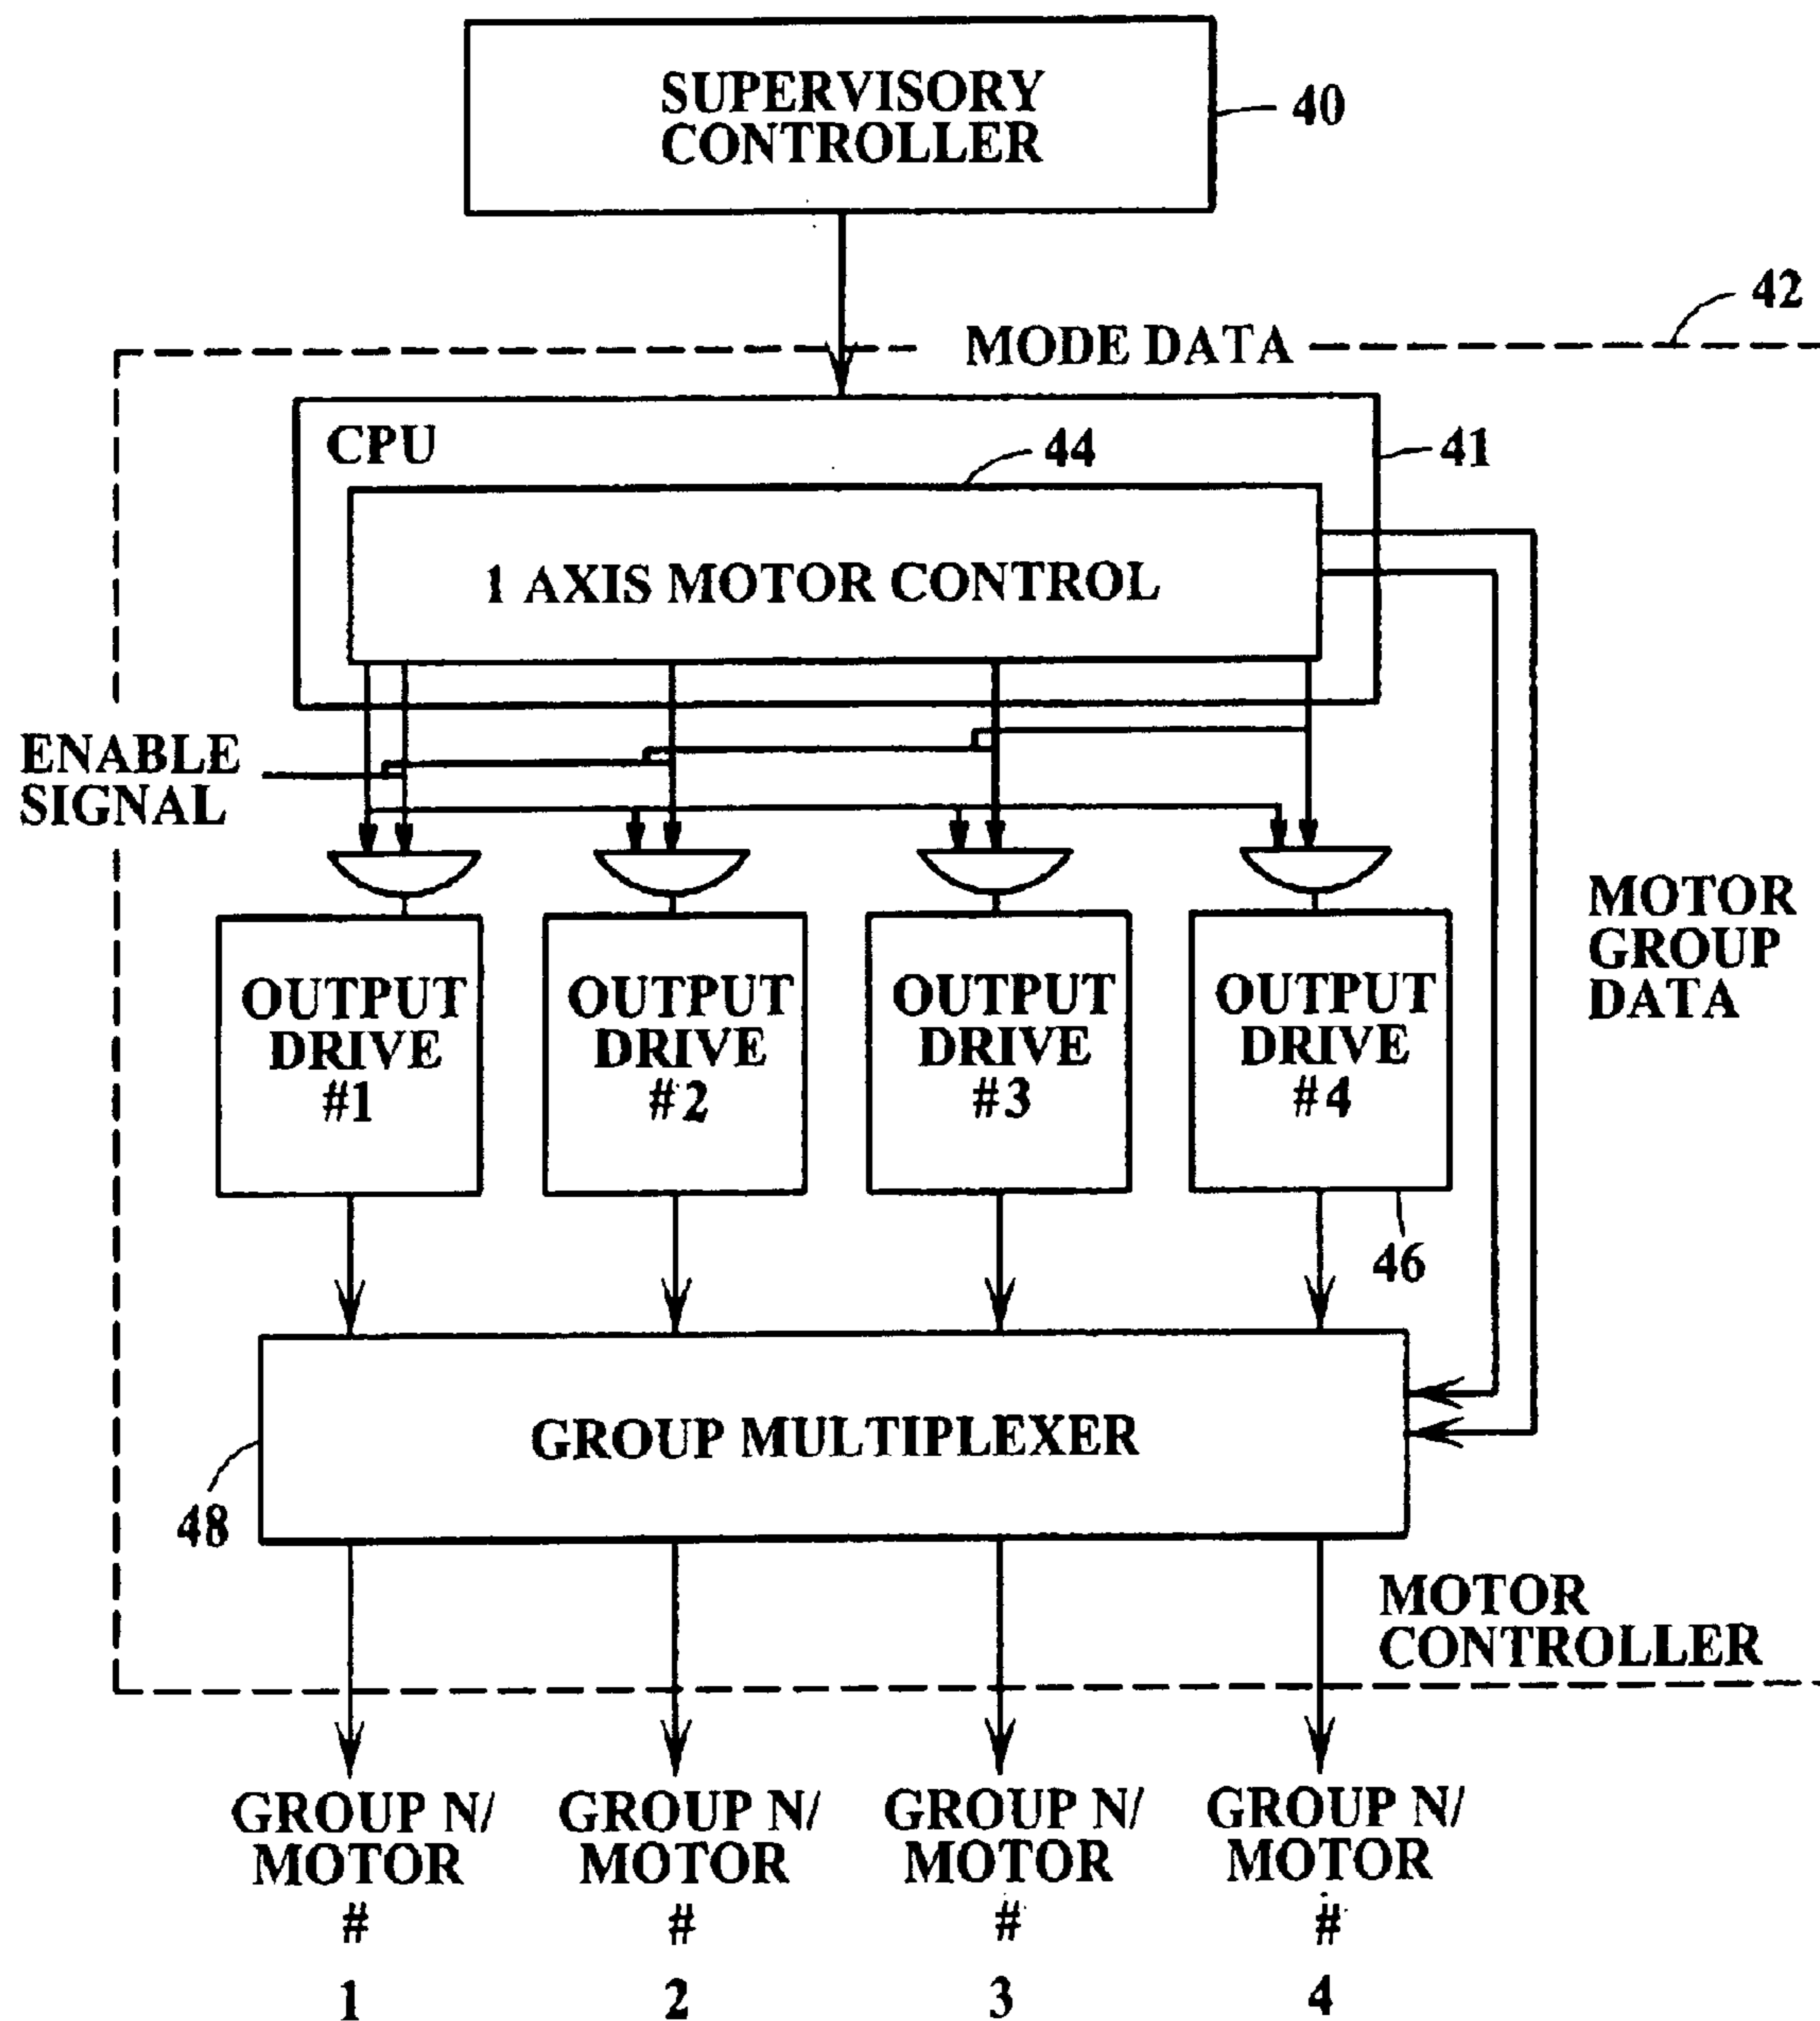 SUPERVISORY
CONTROLLER
40
42
MODE DATA
CPU
44
41
1 AXIS MOTOR CONTROL
ENABLE
SIGNAL
MOTOR
GROUP
DATA
OUTPUT
DRIVE
#1
OUTPUT
DRIVE
#2
OUTPUT
DRIVE
#3
OUTPUT
DRIVE
#4
46
GROUP MULTIPLEXER
48
MOTOR
CONTROLLER
GROUP N/
MOTOR
#
1
GROUP N/
MOTOR
#
2
GROUP N/
MOTOR
#
3
GROUP N/
MOTOR
#
4